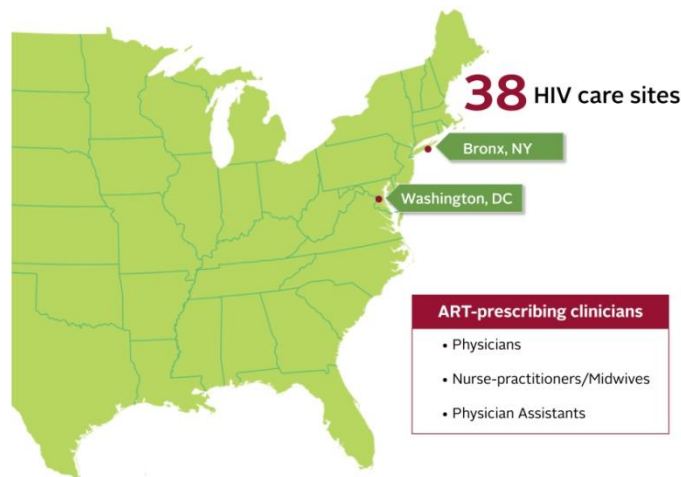 38 HIV care sites
Bronx, NY
Washington, DC
ART-prescribing clinicians
• Physicians
• Nurse-practitioners/Midwives
• Physician Assistants